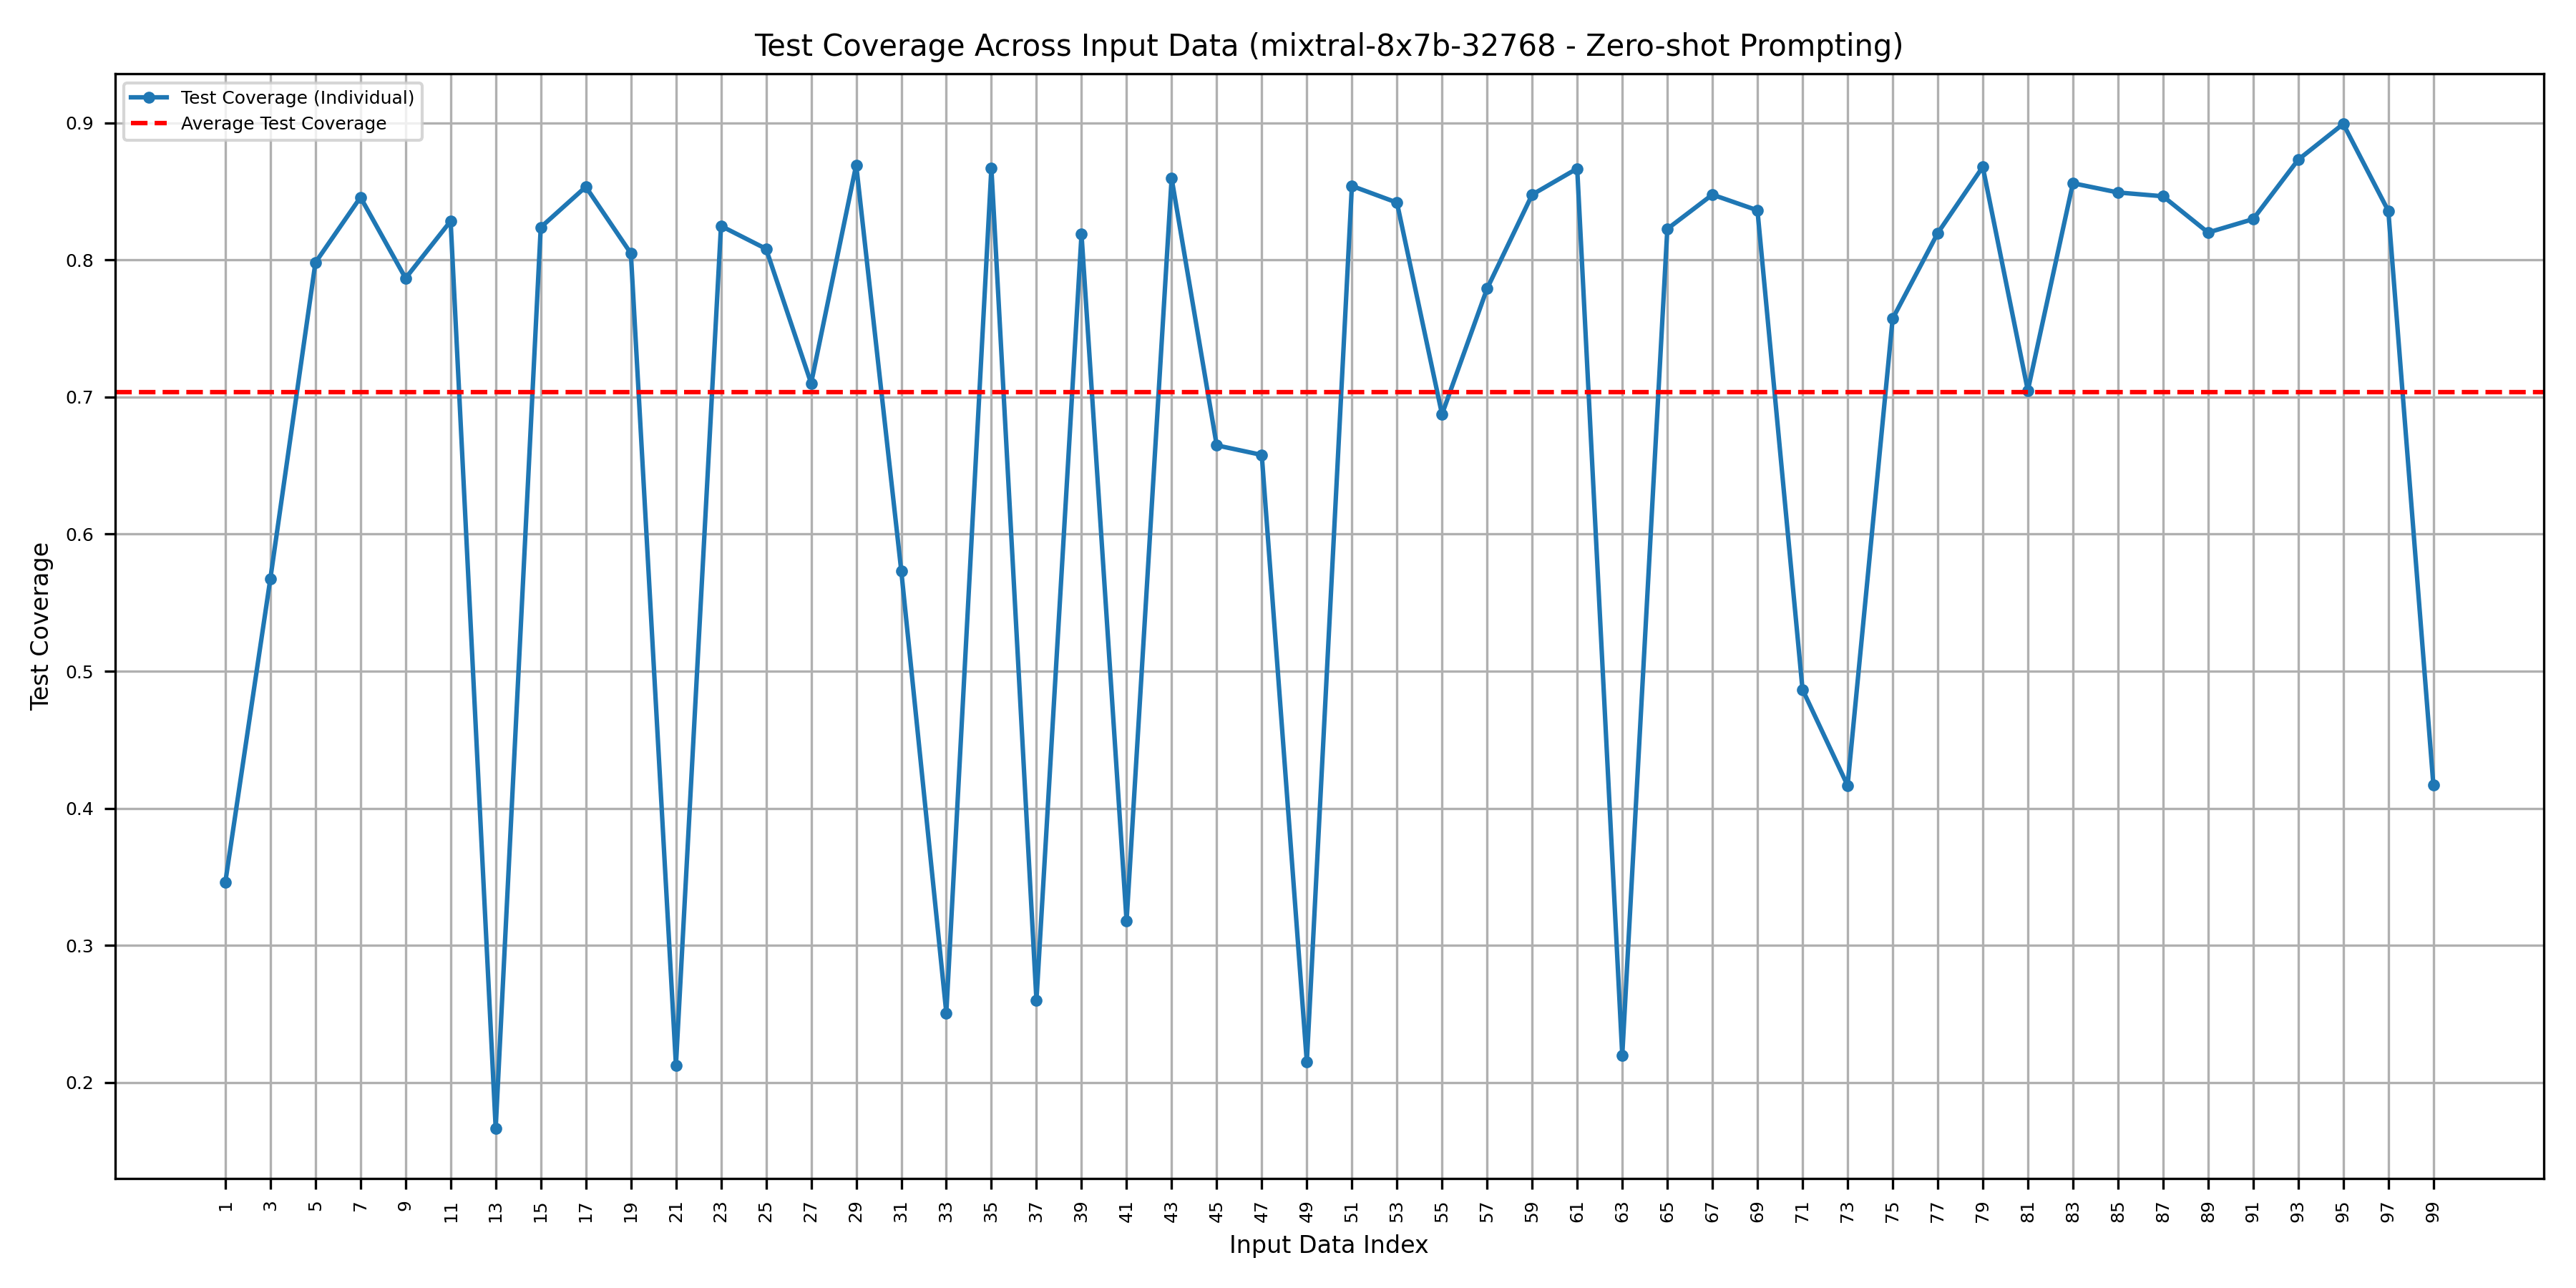 Test Coverage Across Input Data (mixtral-8x7b-32768 - Zero-shot Prompting)
Test Coverage (Individual)
Average Test Coverage
0.9
0.8
0.7
0.6
0.5
0.4
0.3
0.2
Test Coverage
1 3 5 7 9 11 13 15 17 19 21 23 25 27 29 31 33 35 37 39 41 43 45 47 49 51 53 55 57 59 61 63 65 67 69 71 73 75 77 79 81 83 85 87 89 91 93 95 97 99
Input Data Index